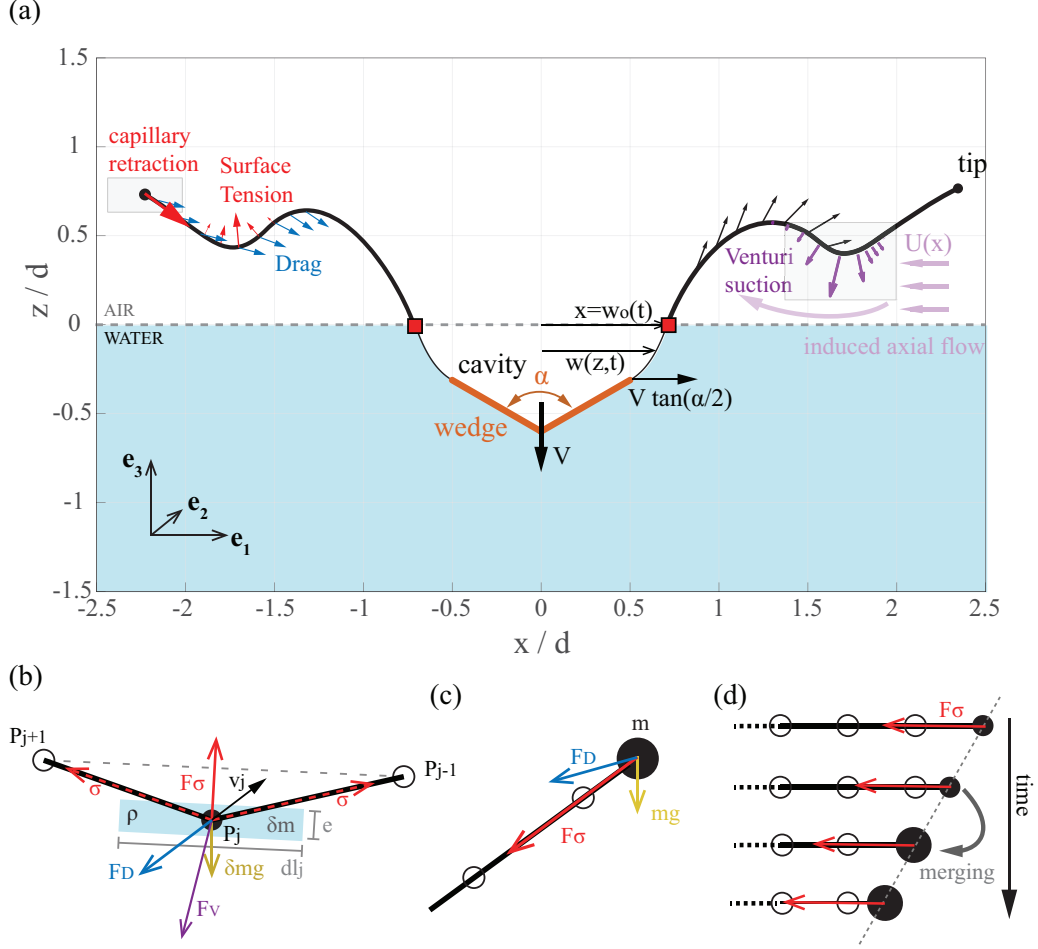 (a)
1.5
1
0.5
0
-0.5
-1
-1.5
z / d
capillary
retraction
Surface
Tension
Drag
tip
Venturi
suction
U(x)
induced axial flow
AIR
WATER
x=wo(t)
w(z,t)
cavity
α
wedge
V tan(α/2)
V
e3
e2
e1
-2.5
-2
-1.5
-1
-0.5
0
0.5
1
1.5
2
2.5
x / d
(b)
Pj+1
Pj-1
Fσ
vj
σ
σ
ρ
Pj
δm
e
FD
δmg
dlj
FV
(c)
m
FD
mg
Fσ
(d)
Fσ
time
merging